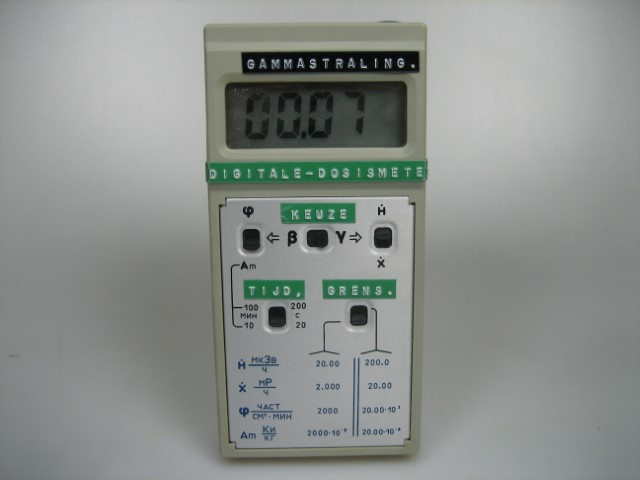 GAMMASTRALING.
00.07
DIGITALE-DOSISMETE
φ KEUZE Ḣ
⇦ β γ ⇨
Am Ẋ
TIJD, GRENS.
100 200
МИН с
10 20
Ḣ мкЗв/ч 20.00 200.0
Ẋ мР/ч 2.000 20.00
φ ЧАСТ/СМ²·МИН 2000 20.00·10³
Am Ки/кг 2000·10⁻⁹ 20.00·10⁻⁶